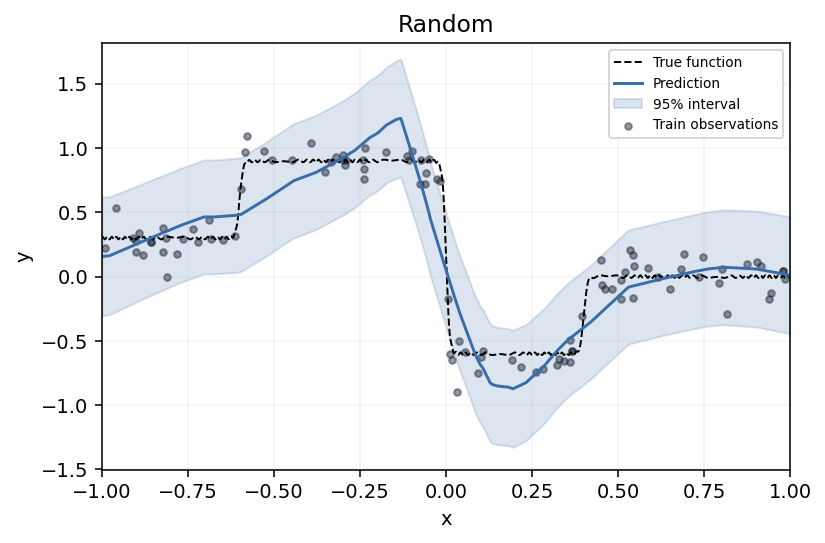 Random
True function
Prediction
95% interval
Train observations
y
1.5
1.0
0.5
0.0
−0.5
−1.0
−1.5
−1.00 −0.75 −0.50 −0.25 0.00 0.25 0.50 0.75 1.00
x